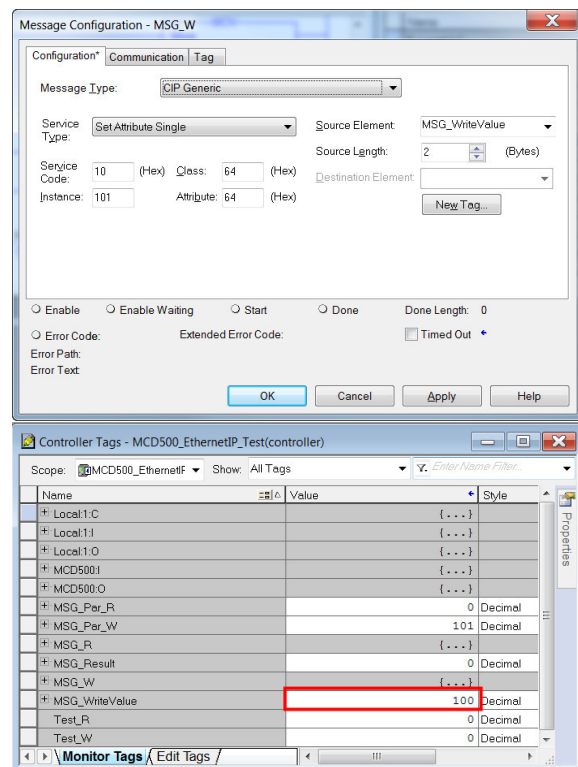 Message Configuration - MSG_W
Configuration* Communication Tag
Message Type: CIP Generic
Service Type: Set Attribute Single
Source Element: MSG_WriteValue
Source Length: 2 (Bytes)
Service Code: 10 (Hex) Class: 64 (Hex)
Destination Element:
Instance: 101 Attribute: 64 (Hex)
New Tag...
Enable Enable Waiting Start Done Done Length: 0
Error Code: Extended Error Code: Timed Out
Error Path:
Error Text:
OK Cancel Apply Help
Controller Tags - MCD500_EthernetIP_Test(controller)
Scope: MCD500_EthernetIF Show: All Tags Enter Name Filter...
Name Value Style
Local:1:C {...}
Local:1:I {...}
Local:1:O {...}
MCD500:I {...}
MCD500:O {...}
MSG_Par_R 0 Decimal
MSG_Par_W 101 Decimal
MSG_R {...}
MSG_Result 0 Decimal
MSG_W {...}
MSG_WriteValue 100 Decimal
Test_R 0 Decimal
Test_W 0 Decimal
Monitor Tags Edit Tags
Properties